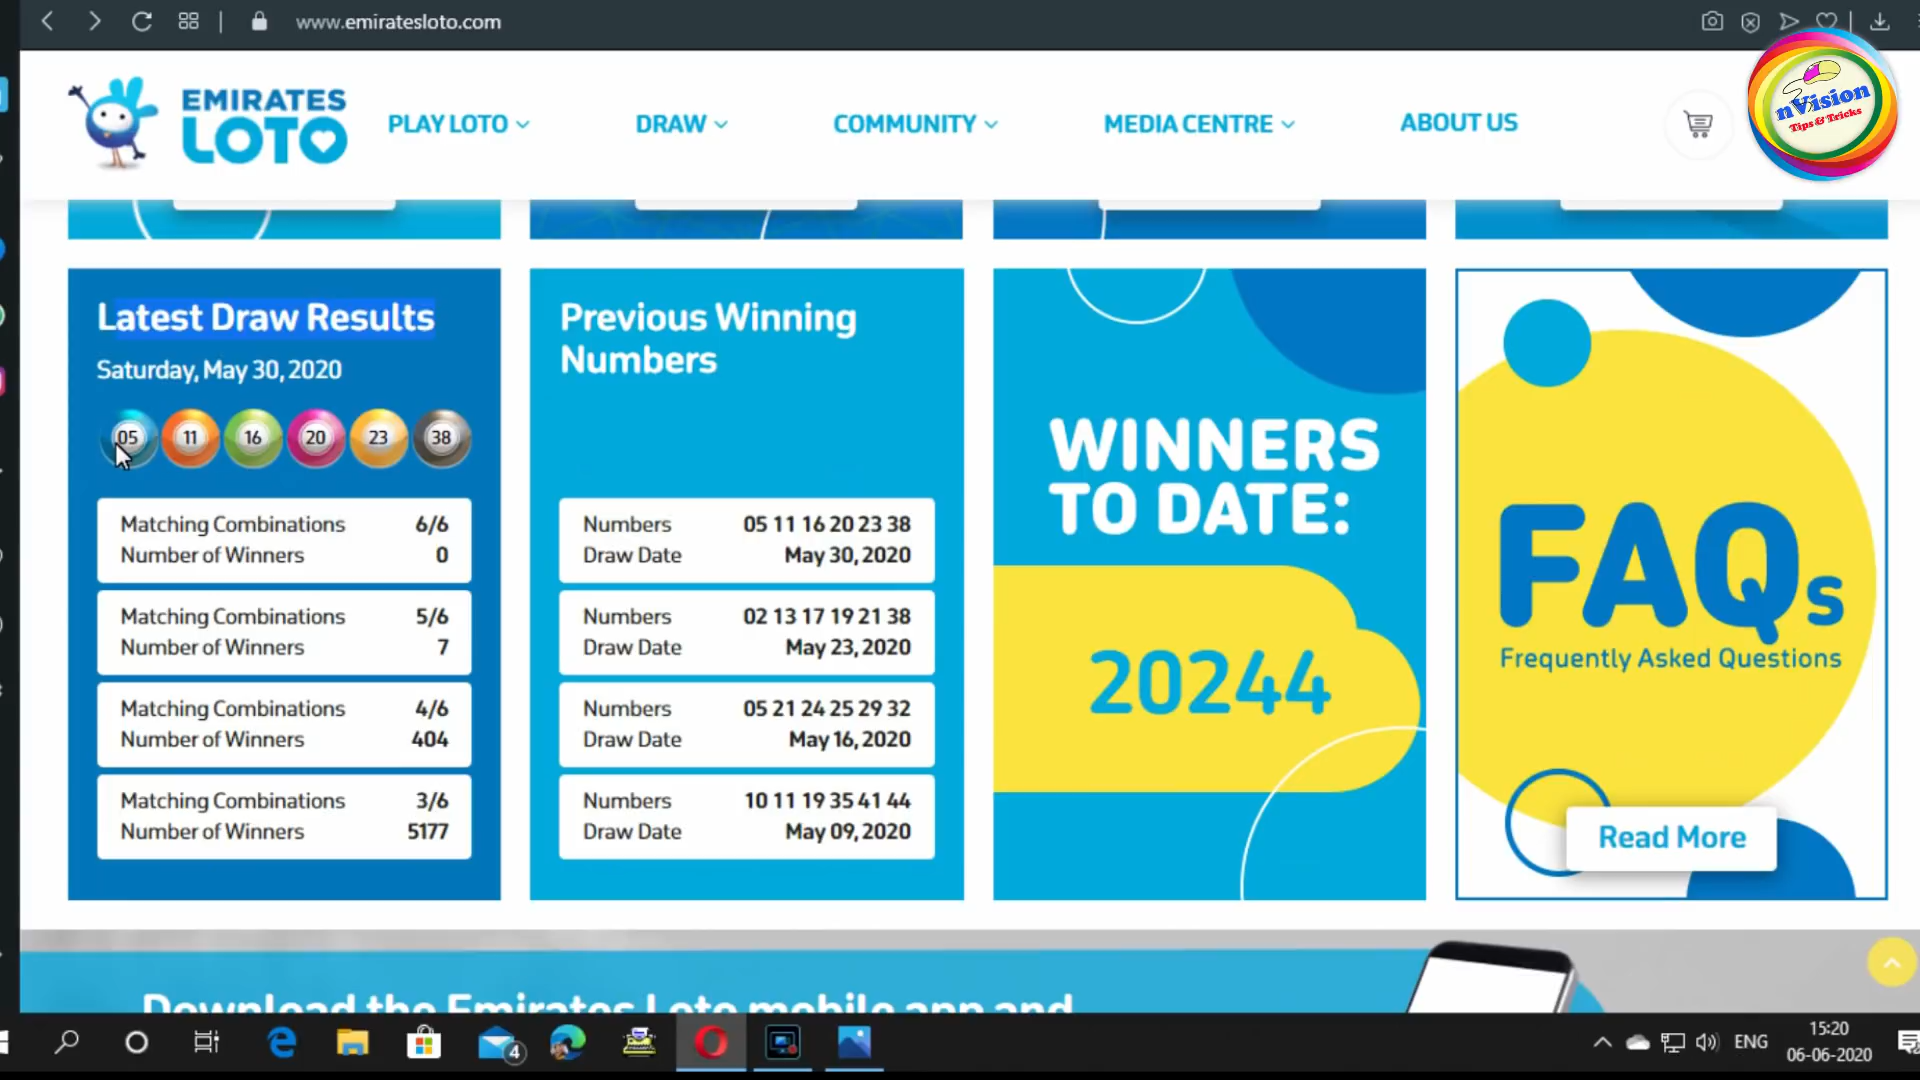 www.emiratesloto.com
EMIRATES
LOTO
PLAY LOTO
DRAW
COMMUNITY
MEDIA CENTRE
ABOUT US
nVision
Tips & Tricks
Latest Draw Results
Saturday, May 30, 2020
05 11 16 20 23 38
Matching Combinations 6/6
Number of Winners 0
Matching Combinations 5/6
Number of Winners 7
Matching Combinations 4/6
Number of Winners 404
Matching Combinations 3/6
Number of Winners 5177
Previous Winning
Numbers
Numbers 05 11 16 20 23 38
Draw Date May 30, 2020
Numbers 02 13 17 19 21 38
Draw Date May 23, 2020
Numbers 05 21 24 25 29 32
Draw Date May 16, 2020
Numbers 10 11 19 35 41 44
Draw Date May 09, 2020
WINNERS
TO DATE:
20244
FAQs
Frequently Asked Questions
Read More
Download the Emirates Loto mobile app and
4
ENG
15:20
06-06-2020